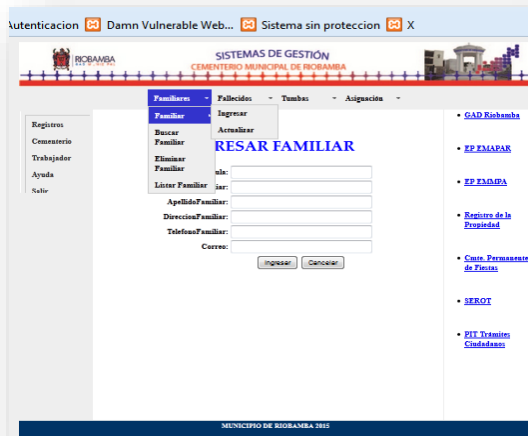 Autenticacion Damn Vulnerable Web... Sistema sin proteccion X
RIOBAMBA
SISTEMAS DE GESTIÓN
CEMENTERIO MUNICIPAL DE RIOBAMBA
Familiares Fallecidos Tumbas Asignación
Familiar
Buscar
Familiar
Eliminar
Familiar
Listar Familiar
Ingresar
Actualizar
Registros
Cementerio
Trabajador
Ayuda
Salir
RESAR FAMILIAR
ula:
iar:
ApellidoFamiliar:
DireccionFamiliar:
TelefonoFamiliar:
Correo:
Ingresar Cancelar
GAD Riobamba
EP EMAPAR
EP EMMPA
Registro de la
Propiedad
Cmte. Permanente
de Fiestas
SEROT
PIT Trámites
Ciudadanos
MUNICIPIO DE RIOBAMBA 2015